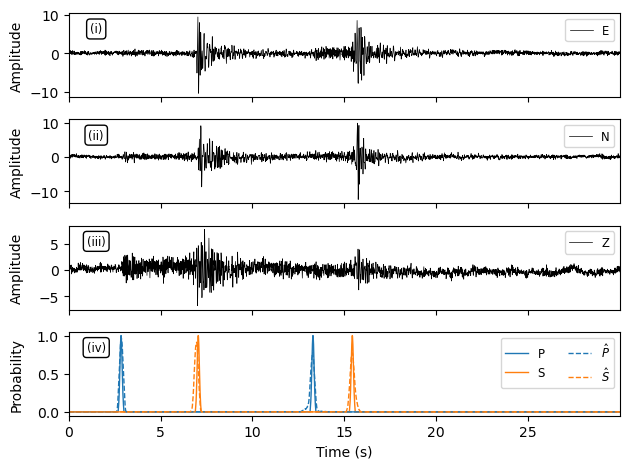 10
0
−10
Amplitude
(i)
E
10
0
−10
Amplitude
(ii)
N
5
0
−5
Amplitude
(iii)
Z
1.0
0.5
0.0
Probability
(iv)
P
S
P̂
Ŝ
0 5 10 15 20 25
Time (s)